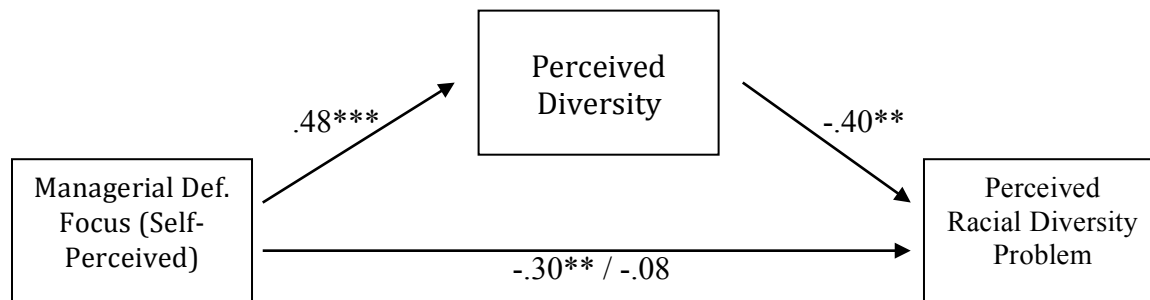 Perceived
Diversity
.48***
-.40**
Managerial Def.
Focus (Self-
Perceived)
Perceived
Racial Diversity
Problem
-.30** / -.08